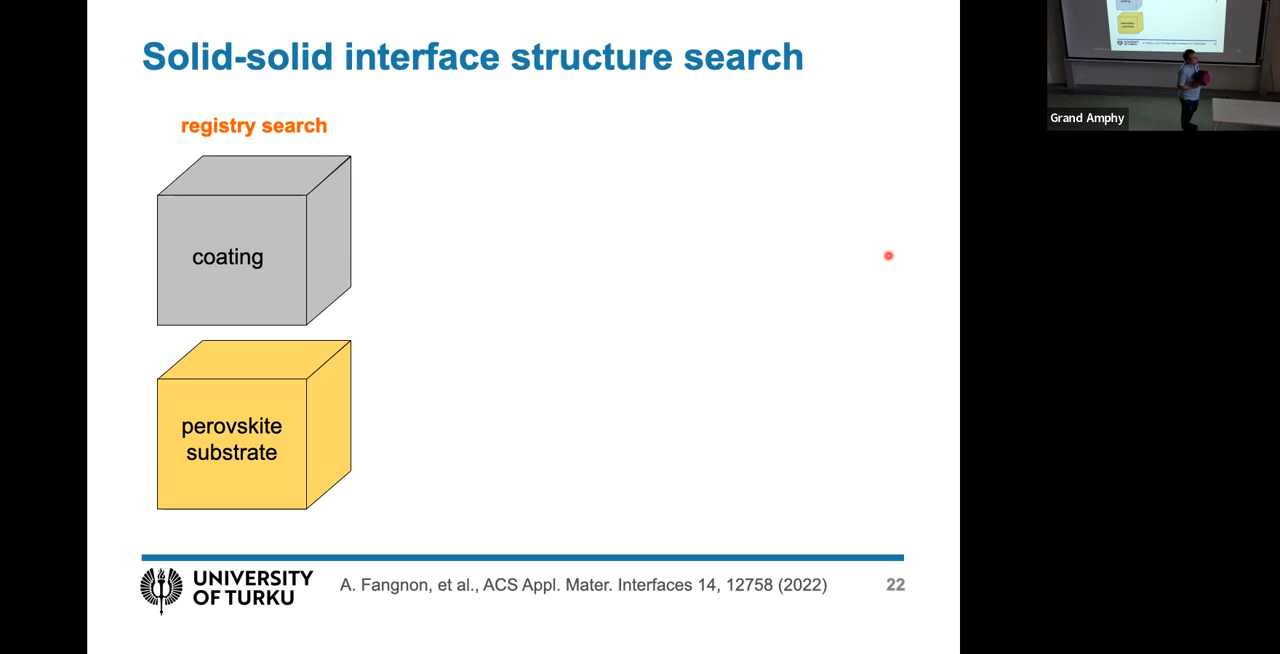 Solid-solid interface structure search
registry search
coating
perovskite
substrate
UNIVERSITY
OF TURKU
A. Fangnon, et al., ACS Appl. Mater. Interfaces 14, 12758 (2022)
22
Grand Amphy